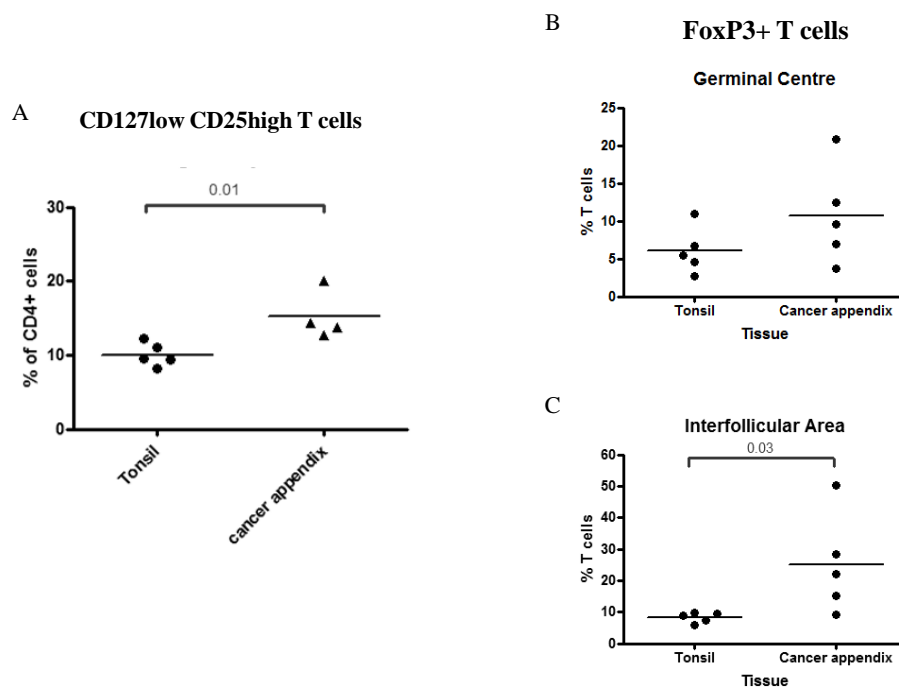 A
CD127low CD25high T cells
0.01
30
20
10
0
% of CD4+ cells
Tonsil
cancer appendix
B
FoxP3+ T cells
Germinal Centre
25
20
15
10
5
0
% T cells
Tonsil
Cancer appendix
Tissue
C
Interfollicular Area
0.03
60
50
40
30
20
10
0
% T cells
Tonsil
Cancer appendix
Tissue